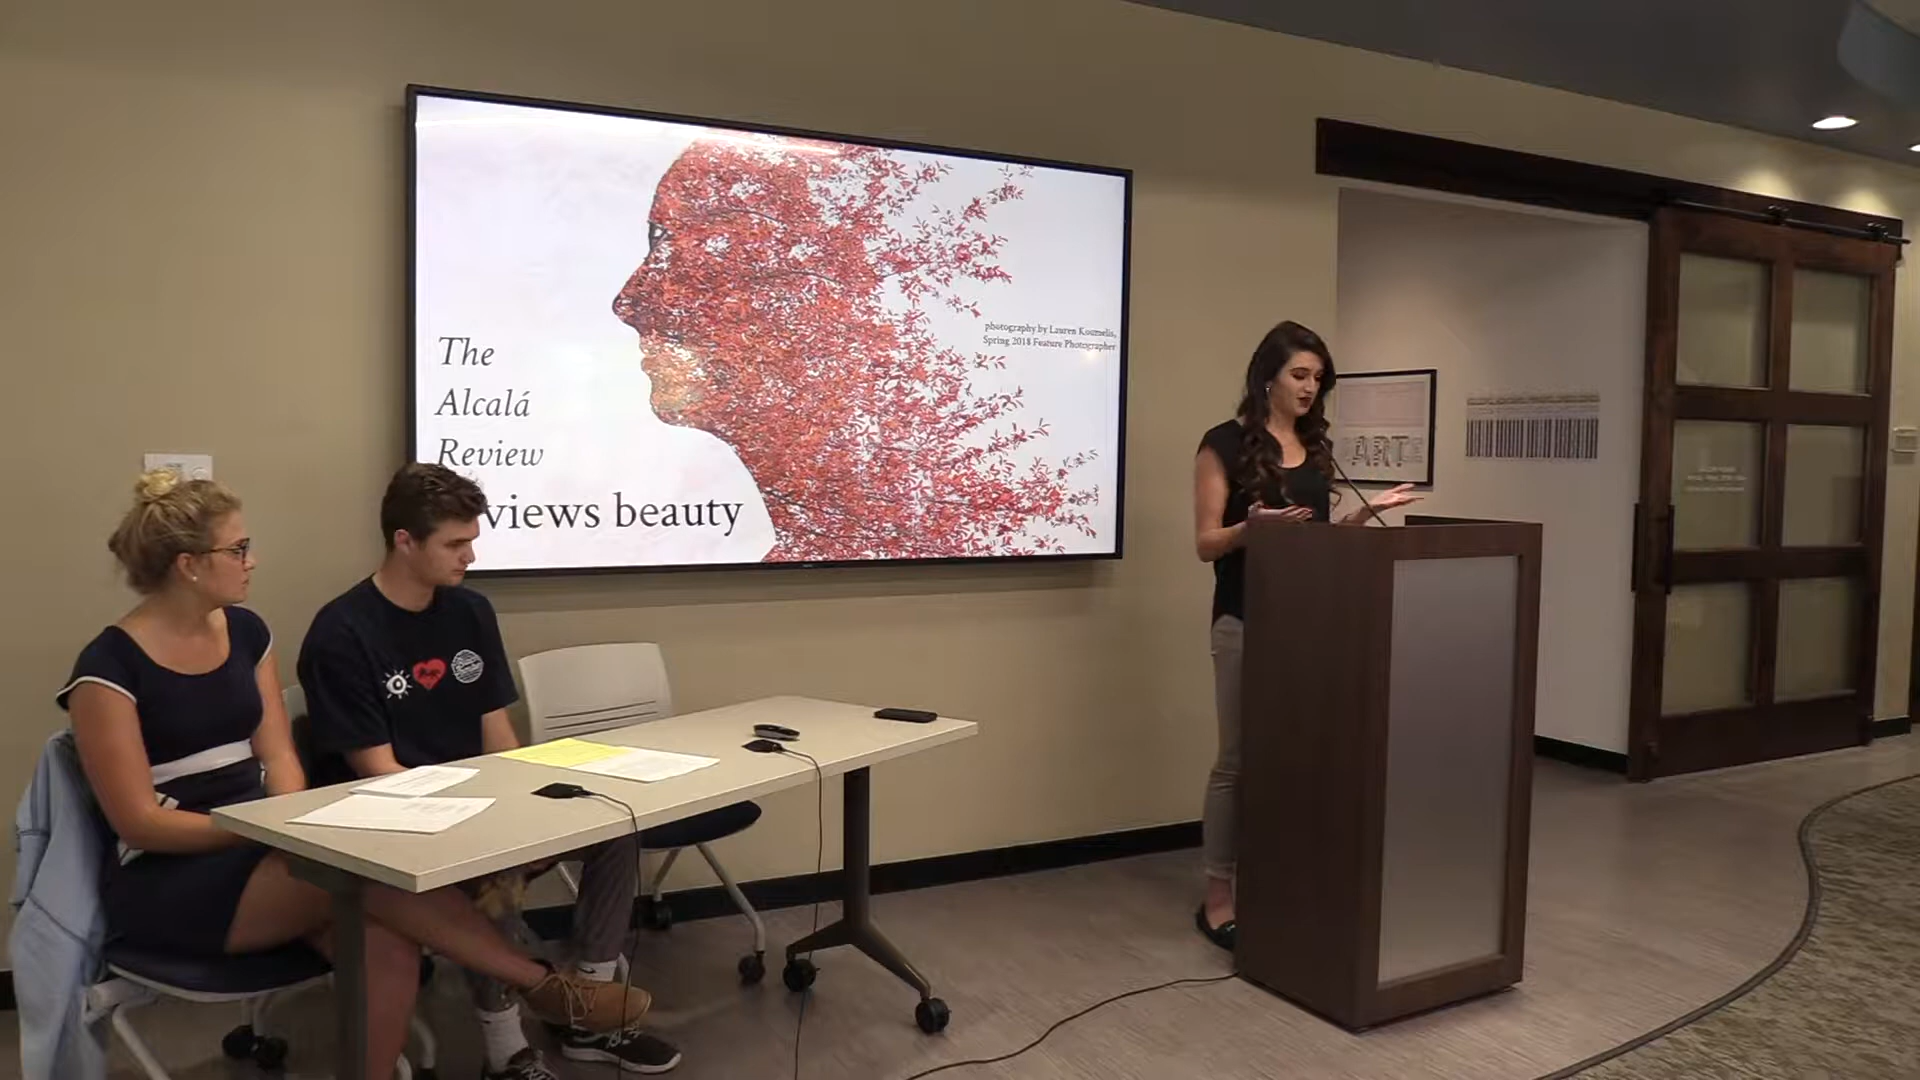 The
Alcalá
Review
views beauty
photography by Lauren Koumelis,
Spring 2018 Feature Photographer
ART